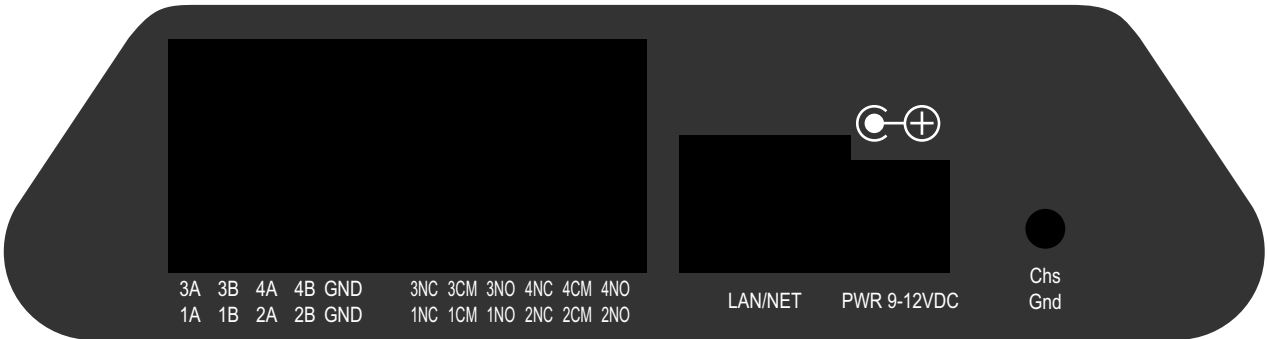 3A 3B 4A 4B GND 3NC 3CM 3NO 4NC 4CM 4NO
1A 1B 2A 2B GND 1NC 1CM 1NO 2NC 2CM 2NO
LAN/NET PWR 9-12VDC
Chs
Gnd